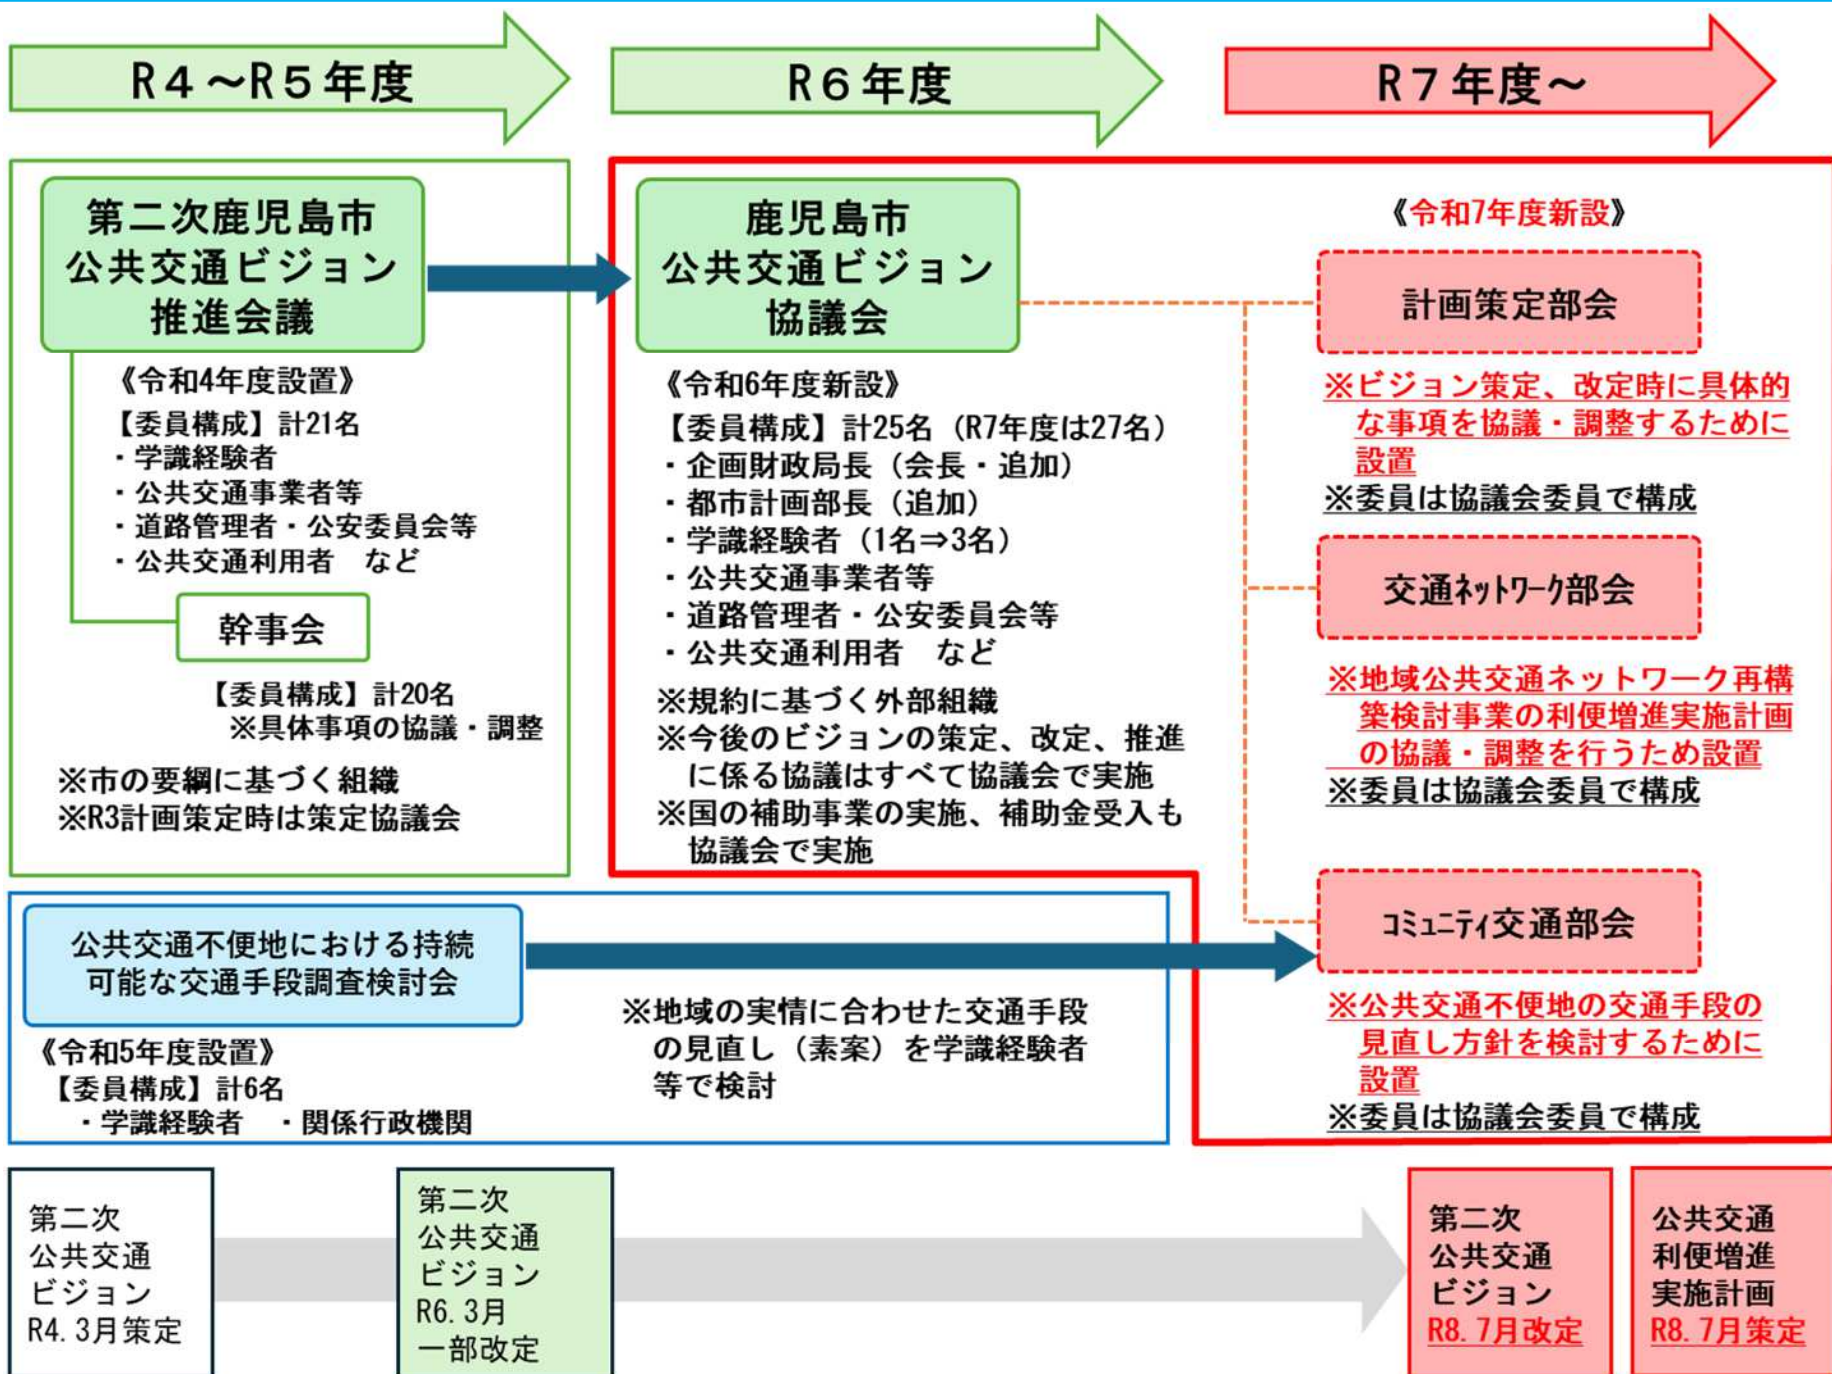 R4～R5年度
R6年度
R7年度～
第二次鹿児島市
公共交通ビジョン
推進会議
《令和4年度設置》
【委員構成】計21名
・学識経験者
・公共交通事業者等
・道路管理者・公安委員会等
・公共交通利用者　など
幹事会
【委員構成】計20名
※具体事項の協議・調整
※市の要綱に基づく組織
※R3計画策定時は策定協議会
鹿児島市
公共交通ビジョン
協議会
《令和6年度新設》
【委員構成】計25名（R7年度は27名）
・企画財政局長（会長・追加）
・都市計画部長（追加）
・学識経験者（1名⇒3名）
・公共交通事業者等
・道路管理者・公安委員会等
・公共交通利用者　など
※規約に基づく外部組織
※今後のビジョンの策定、改定、推進
に係る協議はすべて協議会で実施
※国の補助事業の実施、補助金受入も
協議会で実施
《令和7年度新設》
計画策定部会
※ビジョン策定、改定時に具体的
な事項を協議・調整するために
設置
※委員は協議会委員で構成
交通ﾈｯﾄﾜｰｸ部会
※地域公共交通ネットワーク再構
築検討事業の利便増進実施計画
の協議・調整を行うため設置
※委員は協議会委員で構成
ｺﾐｭﾆﾃｨ交通部会
※公共交通不便地の交通手段の
見直し方針を検討するために
設置
※委員は協議会委員で構成
公共交通不便地における持続
可能な交通手段調査検討会
《令和5年度設置》
【委員構成】計6名
・学識経験者　・関係行政機関
※地域の実情に合わせた交通手段
の見直し（素案）を学識経験者
等で検討
第二次
公共交通
ビジョン
R4.3月策定
第二次
公共交通
ビジョン
R6.3月
一部改定
第二次
公共交通
ビジョン
R8.7月改定
公共交通
利便増進
実施計画
R8.7月策定